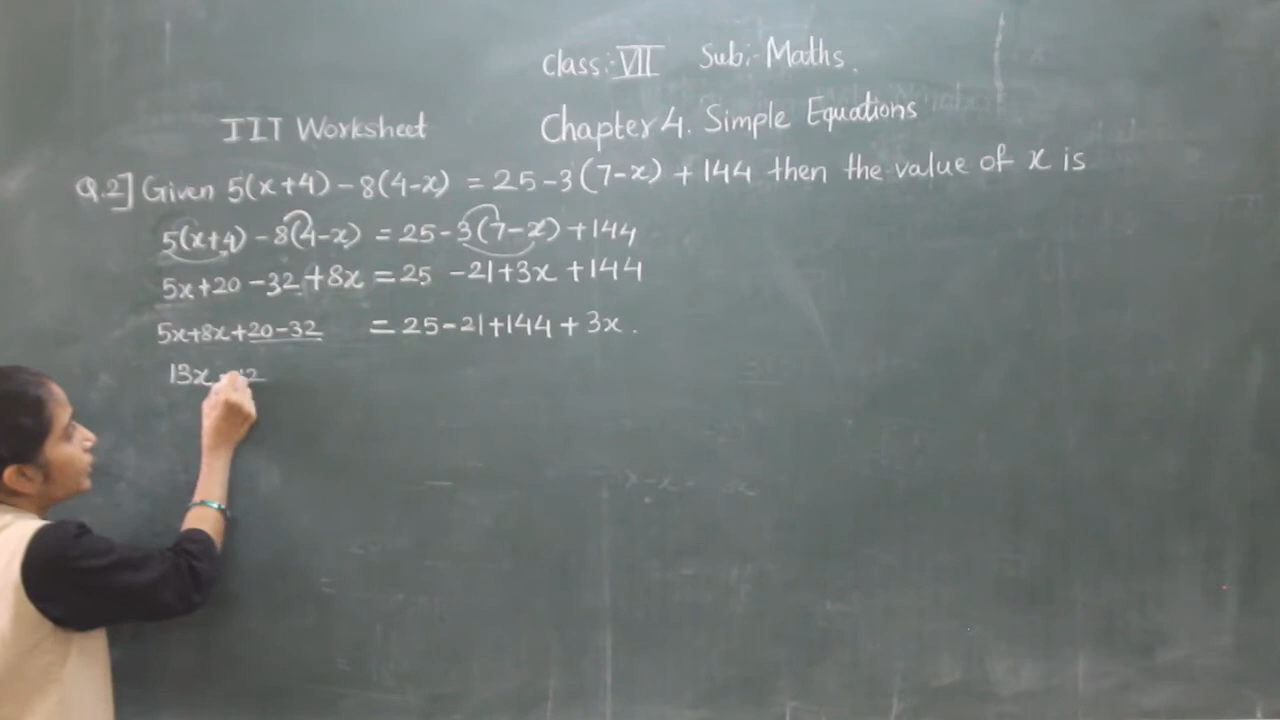 Class:- VII Sub:- Maths.
IIT Worksheet Chapter 4. Simple Equations
Q.2] Given 5(x+4) - 8(4-x) = 25-3(7-x) + 144 then the value of x is
5(x+4) - 8(4-x) = 25 - 3(7-x) + 144
5x+20 -32 +8x = 25 -21+3x +144
5x+8x+20-32 = 25-21+144 + 3x.
13x 12